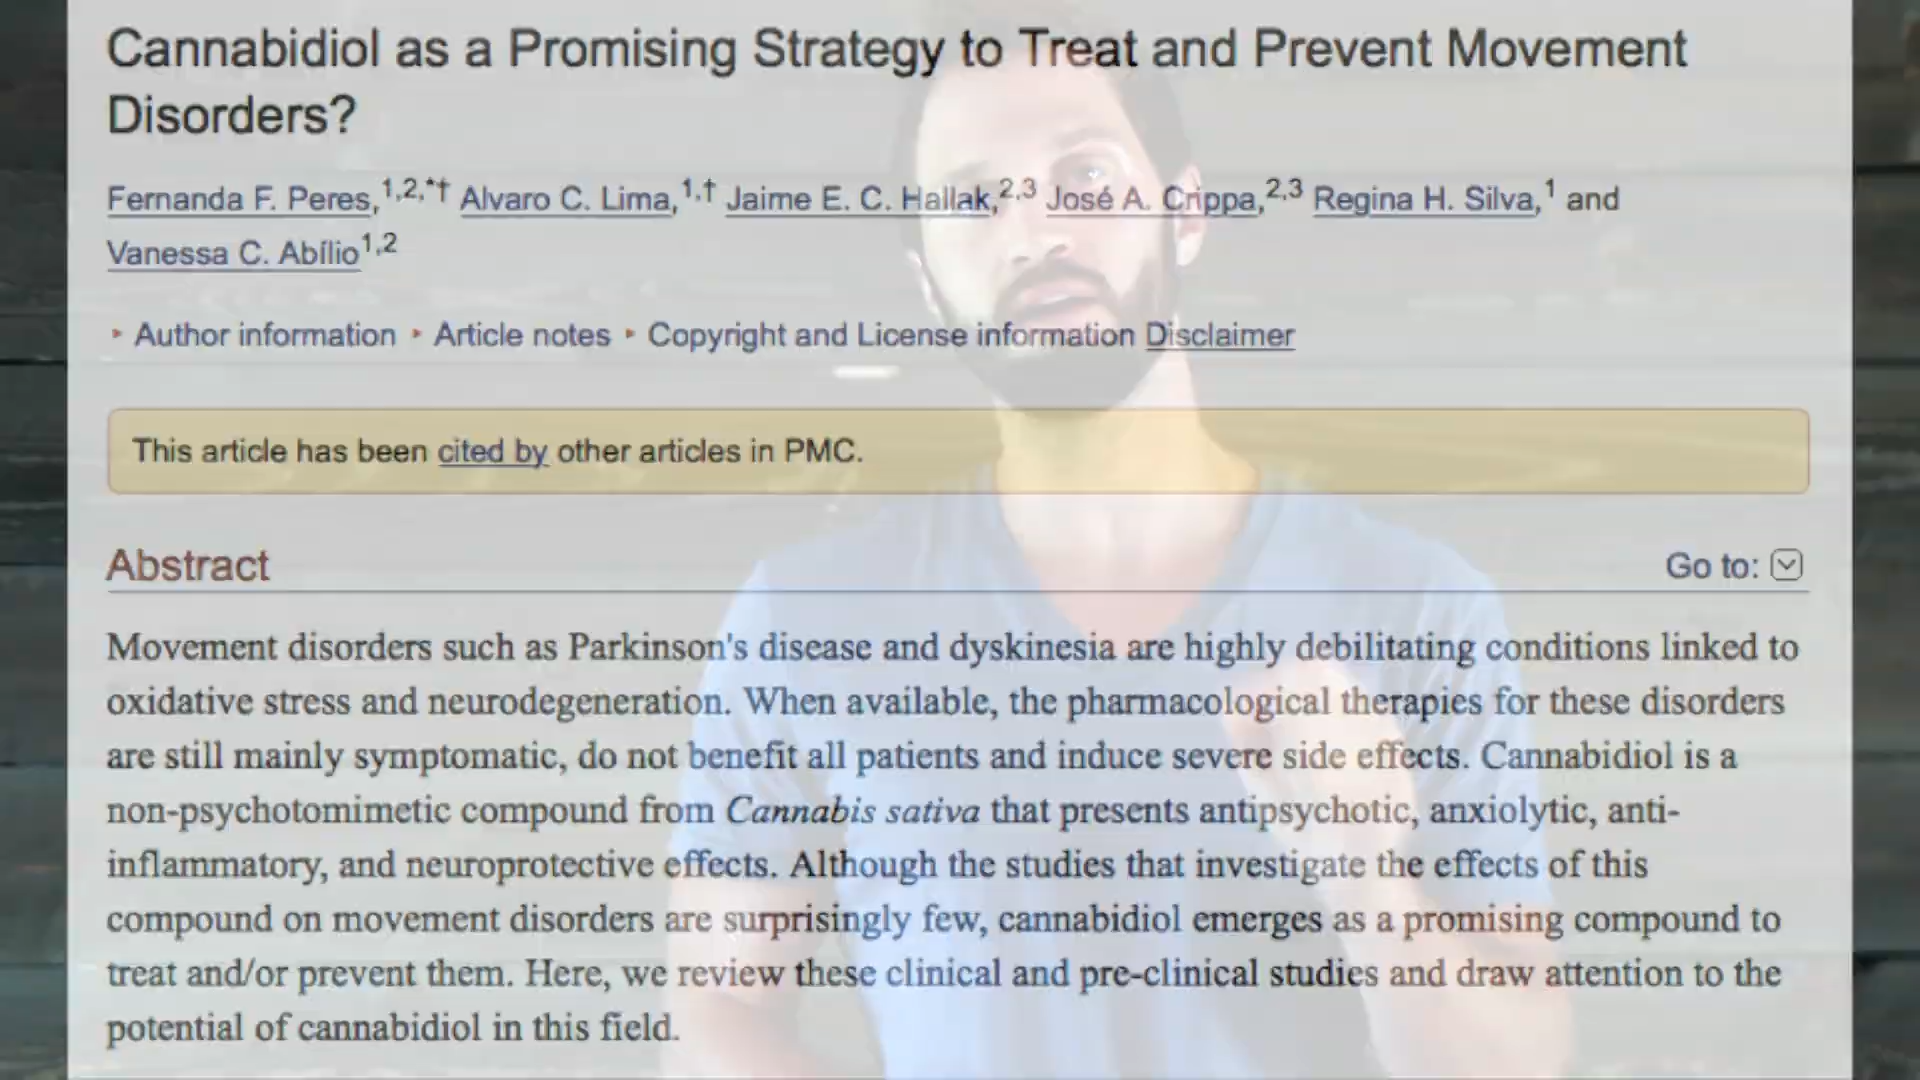 Cannabidiol as a Promising Strategy to Treat and Prevent Movement
Disorders?
Fernanda F. Peres,1,2,*† Alvaro C. Lima,1,† Jaime E. C. Hallak,2,3 José A. Crippa,2,3 Regina H. Silva,1 and
Vanessa C. Abílio1,2
‣ Author information ‣ Article notes ‣ Copyright and License information Disclaimer
This article has been cited by other articles in PMC.
Abstract Go to:
Movement disorders such as Parkinson's disease and dyskinesia are highly debilitating conditions linked to
oxidative stress and neurodegeneration. When available, the pharmacological therapies for these disorders
are still mainly symptomatic, do not benefit all patients and induce severe side effects. Cannabidiol is a
non-psychotomimetic compound from Cannabis sativa that presents antipsychotic, anxiolytic, anti-
inflammatory, and neuroprotective effects. Although the studies that investigate the effects of this
compound on movement disorders are surprisingly few, cannabidiol emerges as a promising compound to
treat and/or prevent them. Here, we review these clinical and pre-clinical studies and draw attention to the
potential of cannabidiol in this field.